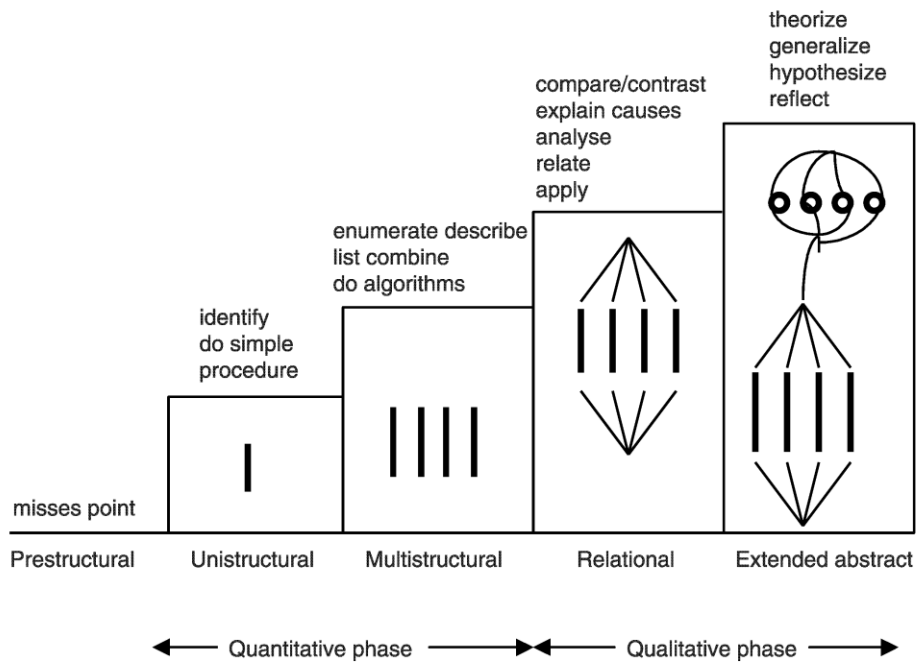 theorize
generalize
hypothesize
reflect
compare/contrast
explain causes
analyse
relate
apply
enumerate describe
list combine
do algorithms
identify
do simple
procedure
misses point
Prestructural
Unistructural
Multistructural
Relational
Extended abstract
Quantitative phase
Qualitative phase